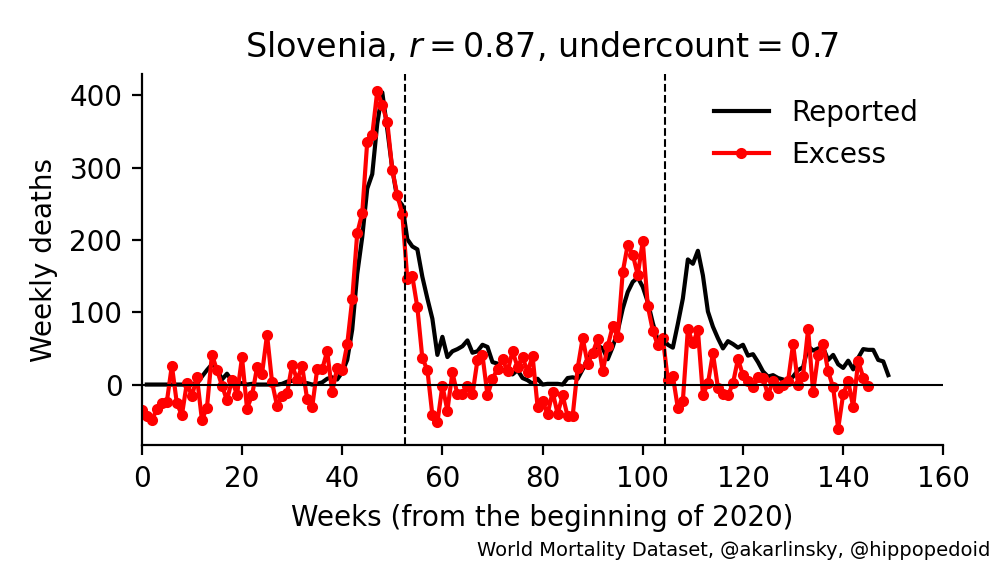 Slovenia, r = 0.87, undercount = 0.7
Weekly deaths
400
300
200
100
0
Reported
Excess
0 20 40 60 80 100 120 140 160
Weeks (from the beginning of 2020)
World Mortality Dataset, @akarlinsky, @hippopedoid